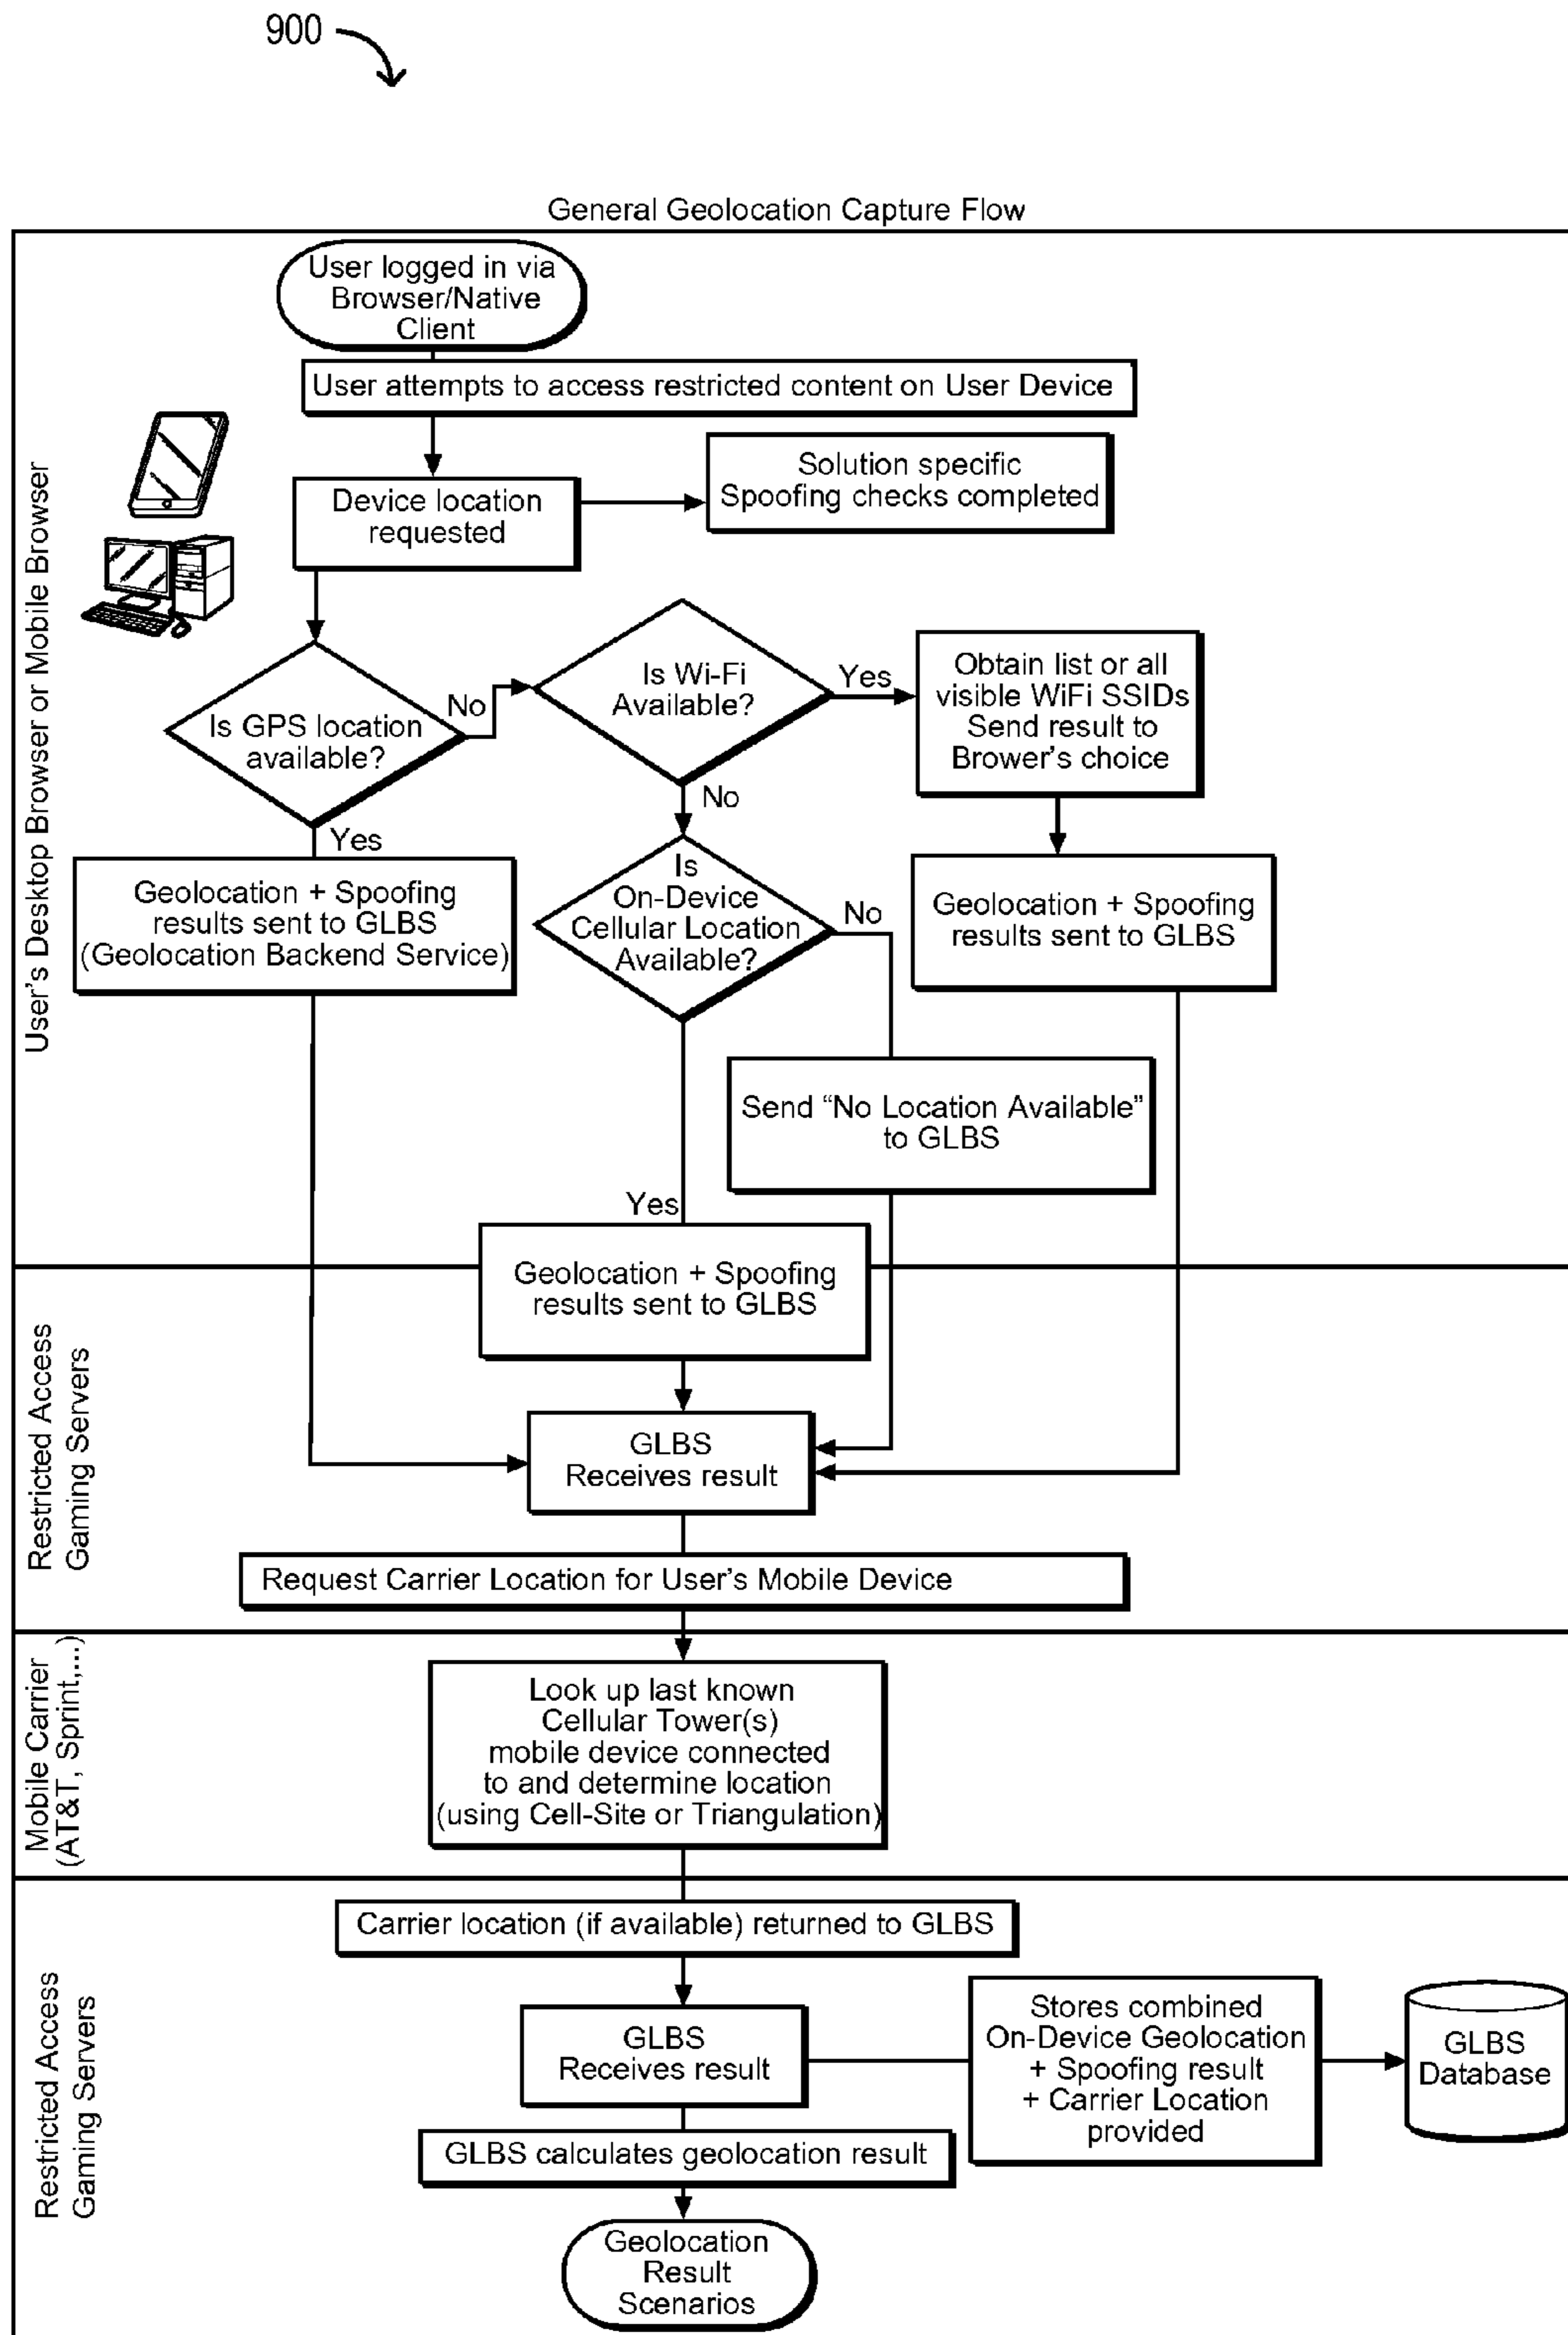 900
General Geolocation Capture Flow
User's Desktop Browser or Mobile Browser
User logged in via
Browser/Native
Client
User attempts to access restricted content on User Device
Device location
requested
Solution specific
Spoofing checks completed
Is GPS location
available?
No
Is Wi-Fi
Available?
Yes
Obtain list or all
visible WiFi SSIDs
Send result to
Brower's choice
Yes
No
Geolocation + Spoofing
results sent to GLBS
(Geolocation Backend Service)
Is
On-Device
Cellular Location
Available?
No
Geolocation + Spoofing
results sent to GLBS
Send “No Location Available”
to GLBS
Yes
Geolocation + Spoofing
results sent to GLBS
Restricted Access
Gaming Servers
GLBS
Receives result
Request Carrier Location for User's Mobile Device
Mobile Carrier
(AT&T, Sprint,...)
Look up last known
Cellular Tower(s)
mobile device connected
to and determine location
(using Cell-Site or Triangulation)
Restricted Access
Gaming Servers
Carrier location (if available) returned to GLBS
GLBS
Receives result
Stores combined
On-Device Geolocation
+ Spoofing result
+ Carrier Location
provided
GLBS
Database
GLBS calculates geolocation result
Geolocation
Result
Scenarios